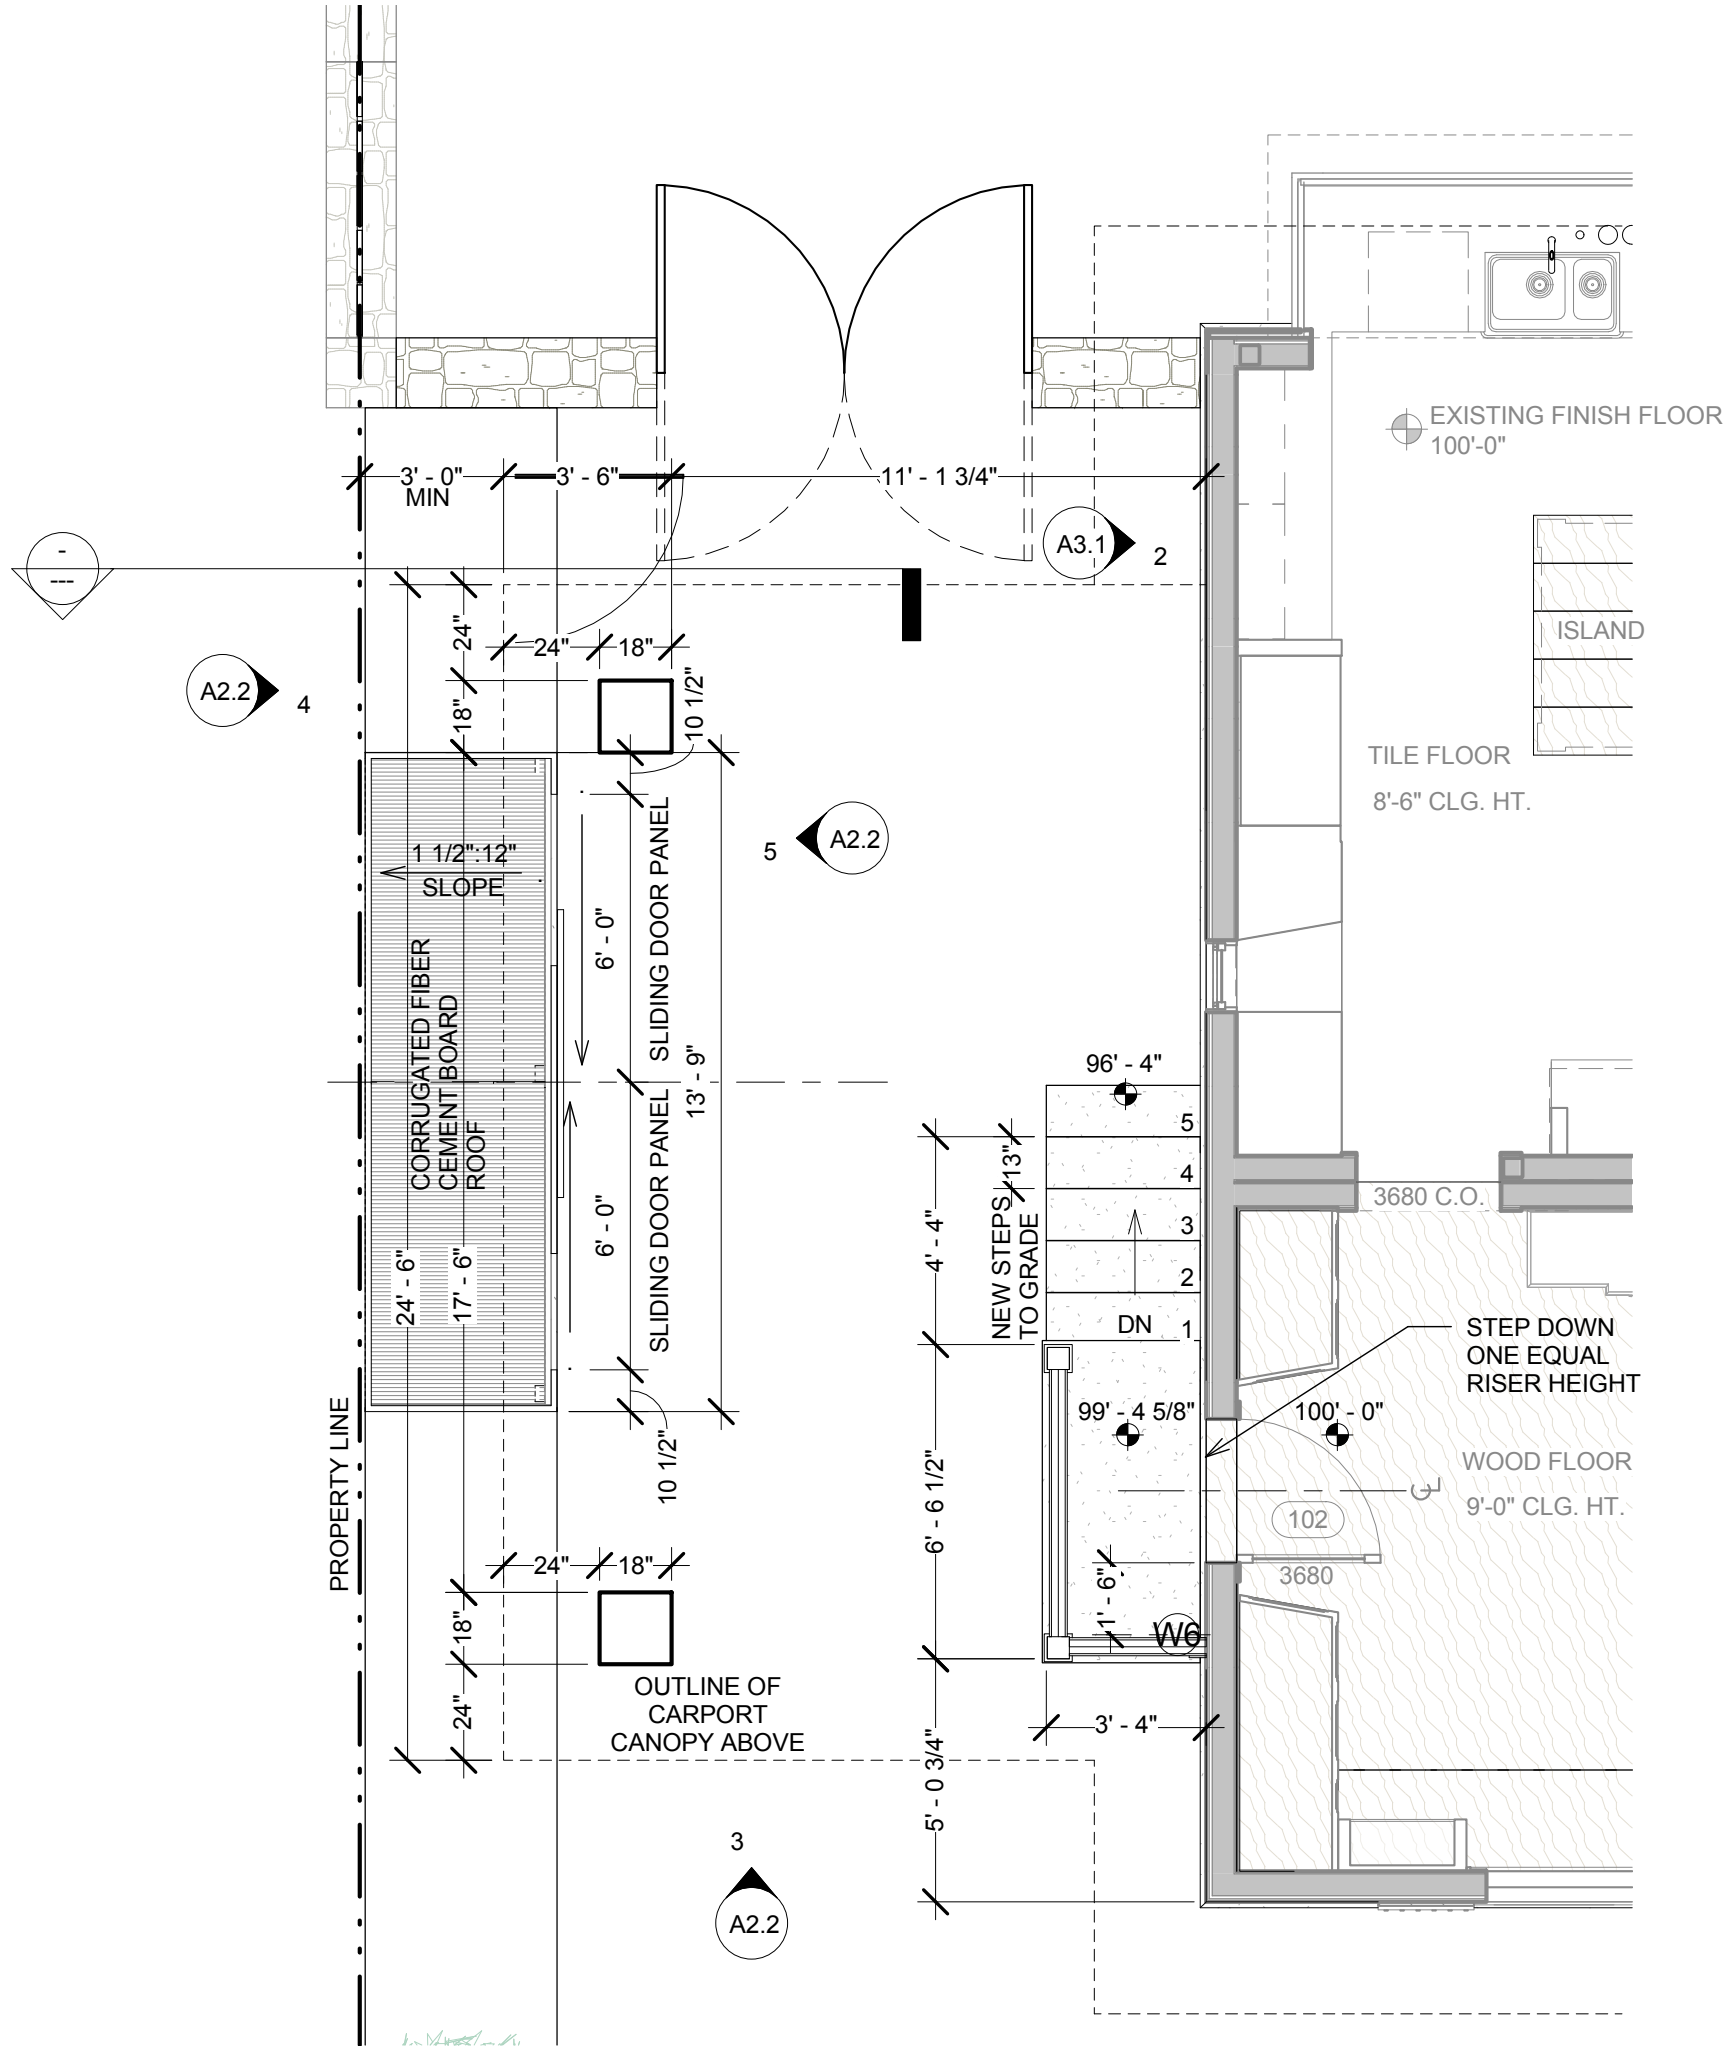 EXISTING FINISH FLOOR
100'-0"
3' - 0"
MIN
3' - 6"
11' - 1 3/4"
A3.1
2
-
---
24"
18"
24"
18"
10 1/2"
A2.2
4
ISLAND
TILE FLOOR
8'-6" CLG. HT.
5
A2.2
1 1/2":12"
SLOPE
6' - 0"
SLIDING DOOR PANEL
CORRUGATED FIBER
CEMENT BOARD
ROOF
13' - 9"
96' - 4"
5
4
3
2
1
DN
13"
NEW STEPS
TO GRADE
4' - 4"
3680 C.O.
6' - 0"
SLIDING DOOR PANEL
24' - 6"
17' - 6"
STEP DOWN
ONE EQUAL
RISER HEIGHT
99' - 4 5/8"
100' - 0"
PROPERTY LINE
10 1/2"
6' - 6 1/2"
WOOD FLOOR
9'-0" CLG. HT.
102
3680
24"
18"
18"
24"
1' - 6"
W6
OUTLINE OF
CARPORT
CANOPY ABOVE
3' - 4"
5' - 0 3/4"
3
A2.2